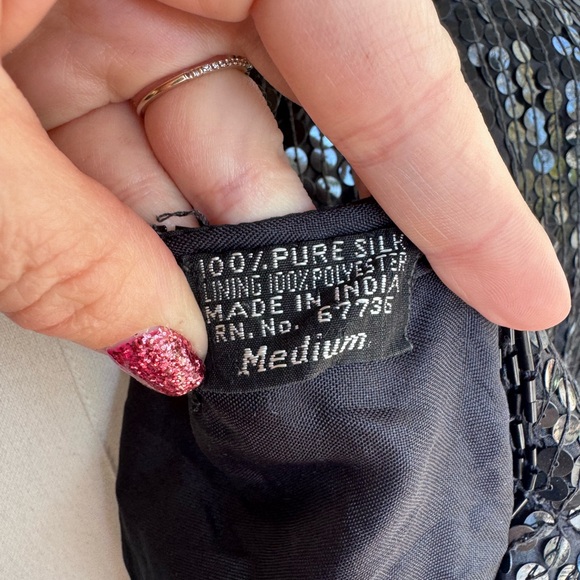 100% PURE SILK
LINING 100% POLYESTER
MADE IN INDIA
RN. No. 67736
Medium